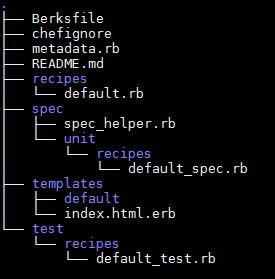 .
├── Berksfile
├── chefignore
├── metadata.rb
├── README.md
├── recipes
│   └── default.rb
├── spec
│   ├── spec_helper.rb
│   └── unit
│       └── recipes
│           └── default_spec.rb
├── templates
│   ├── default
│   └── index.html.erb
└── test
    └── recipes
        └── default_test.rb